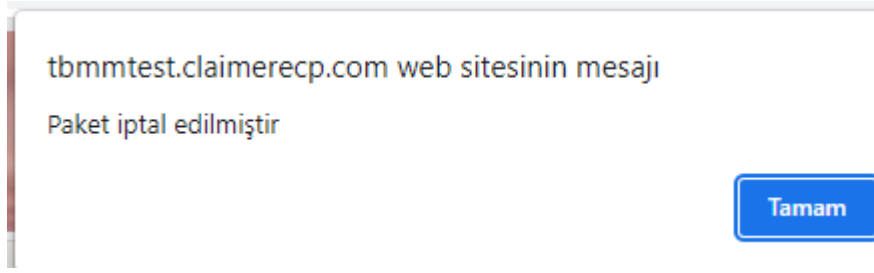 tbmmtest.claimerecp.com web sitesinin mesajı
Paket iptal edilmiştir
Tamam